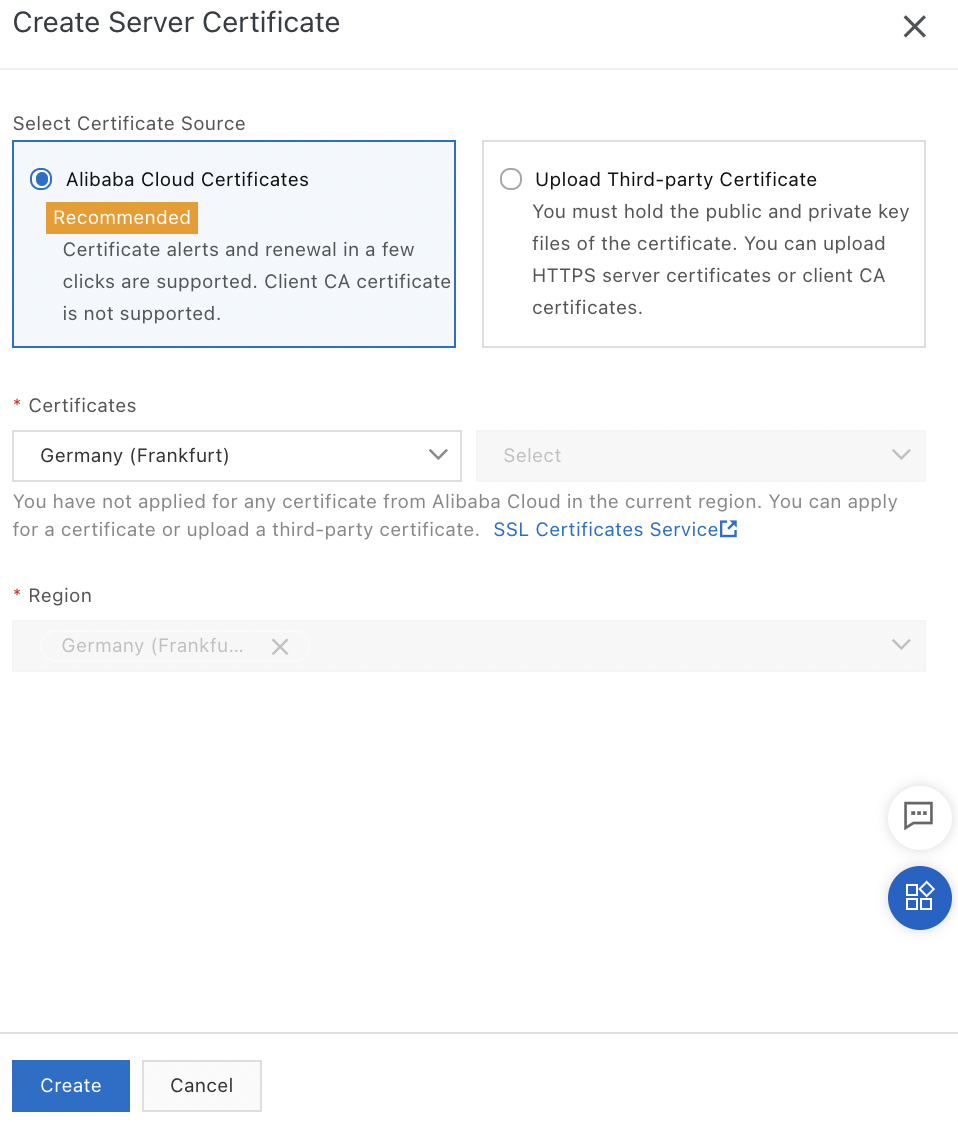 Create Server Certificate
Select Certificate Source
Alibaba Cloud Certificates
Recommended
Certificate alerts and renewal in a few
clicks are supported. Client CA certificate
is not supported.
Upload Third-party Certificate
You must hold the public and private key
files of the certificate. You can upload
HTTPS server certificates or client CA
certificates.
* Certificates
Germany (Frankfurt)
Select
You have not applied for any certificate from Alibaba Cloud in the current region. You can apply
for a certificate or upload a third-party certificate. SSL Certificates Service
* Region
Germany (Frankfu...
Create
Cancel